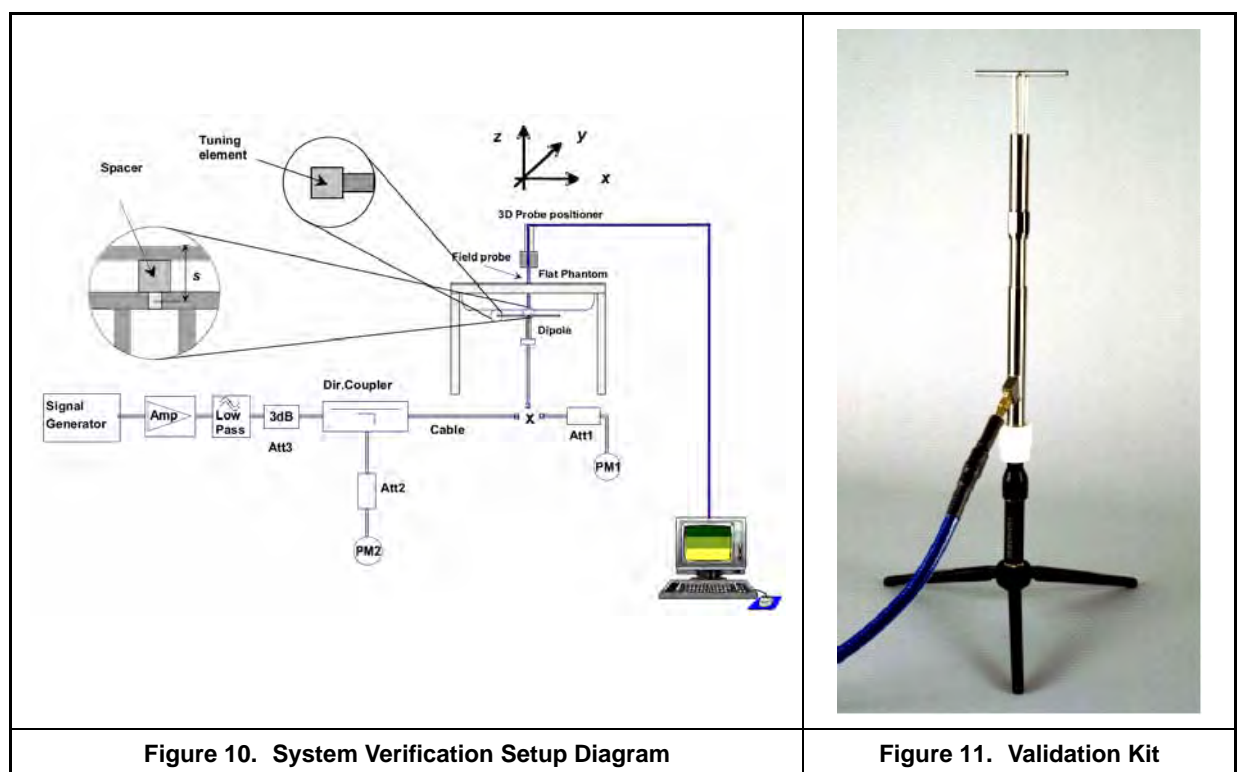 Tuning
element
Spacer
s
z
y
x
3D Probe positioner
Field probe
Flat Phantom
Dipole
Signal
Generator
Amp
Low
Pass
3dB
Att3
Dir.Coupler
Cable
x
Att1
PM1
Att2
PM2
Figure 10. System Verification Setup Diagram
Figure 11. Validation Kit